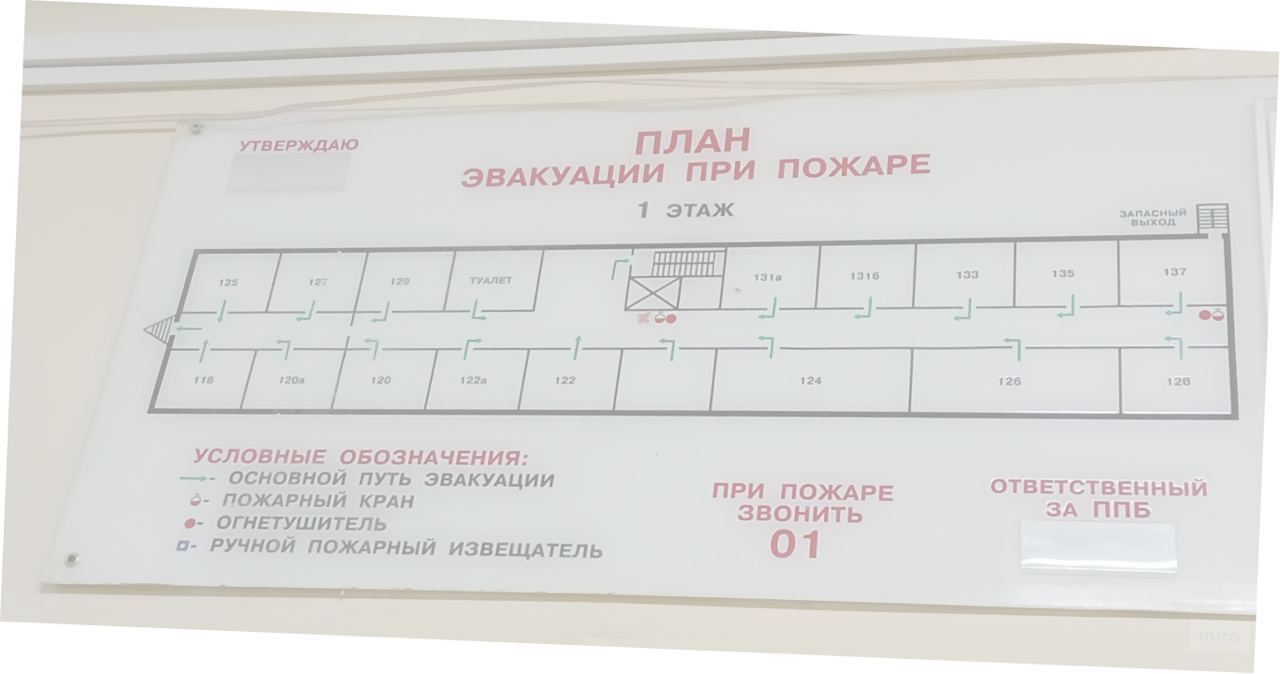 УТВЕРЖДАЮ
ПЛАН
ЭВАКУАЦИИ ПРИ ПОЖАРЕ
1 ЭТАЖ
ЗАПАСНЫЙ
ВЫХОД
125 127 129 ТУАЛЕТ 131а 131б 133 135 137
118 120а 120 122а 122 124 126 128
УСЛОВНЫЕ ОБОЗНАЧЕНИЯ:
- ОСНОВНОЙ ПУТЬ ЭВАКУАЦИИ
- ПОЖАРНЫЙ КРАН
- ОГНЕТУШИТЕЛЬ
- РУЧНОЙ ПОЖАРНЫЙ ИЗВЕЩАТЕЛЬ
ПРИ ПОЖАРЕ
ЗВОНИТЬ
01
ОТВЕТСТВЕННЫЙ
ЗА ППБ
miro